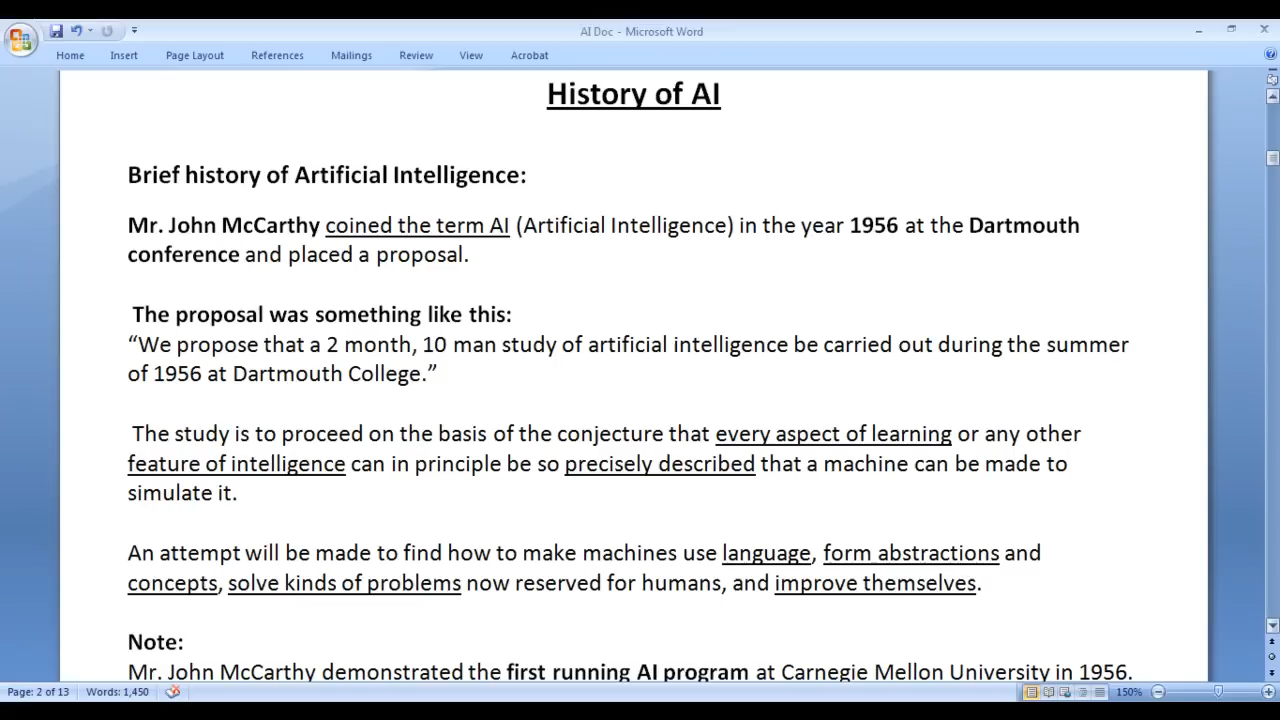 AI Doc - Microsoft Word
Home Insert Page Layout References Mailings Review View Acrobat
History of AI
Brief history of Artificial Intelligence:
Mr. John McCarthy coined the term AI (Artificial Intelligence) in the year 1956 at the Dartmouth
conference and placed a proposal.
The proposal was something like this:
“We propose that a 2 month, 10 man study of artificial intelligence be carried out during the summer
of 1956 at Dartmouth College.”
The study is to proceed on the basis of the conjecture that every aspect of learning or any other
feature of intelligence can in principle be so precisely described that a machine can be made to
simulate it.
An attempt will be made to find how to make machines use language, form abstractions and
concepts, solve kinds of problems now reserved for humans, and improve themselves.
Note:
Mr. John McCarthy demonstrated the first running AI program at Carnegie Mellon University in 1956.
Page: 2 of 13 Words: 1,450 150%